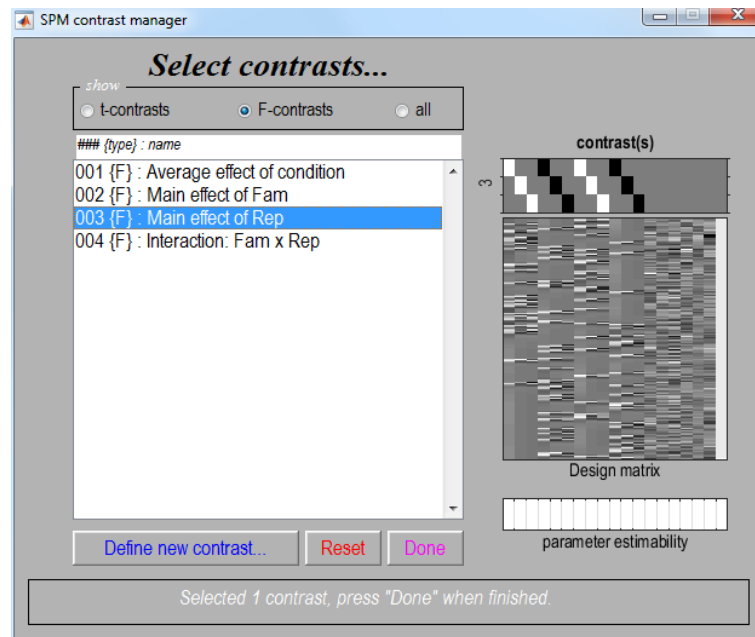 SPM contrast manager
Select contrasts...
show
t-contrasts
F-contrasts
all
### {type} : name
001 {F} : Average effect of condition
002 {F} : Main effect of Fam
003 {F} : Main effect of Rep
004 {F} : Interaction: Fam x Rep
contrast(s)
3
Design matrix
parameter estimability
Define new contrast...
Reset
Done
Selected 1 contrast, press "Done" when finished.